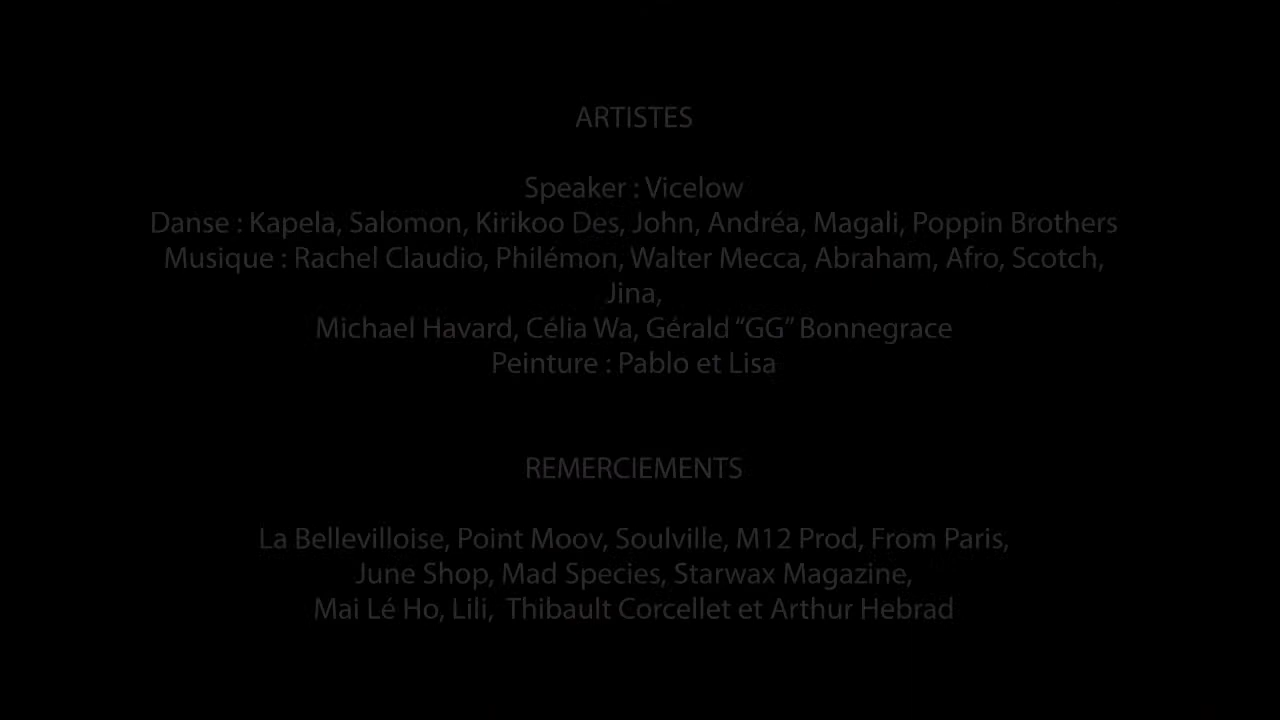 ARTISTES
Speaker : Vicelow
Danse : Kapela, Salomon, Kirikoo Des, John, Andréa, Magali, Poppin Brothers
Musique : Rachel Claudio, Philémon, Walter Mecca, Abraham, Afro, Scotch,
Jina,
Michael Havard, Célia Wa, Gérald “GG” Bonnegrace
Peinture : Pablo et Lisa
REMERCIEMENTS
La Bellevilloise, Point Moov, Soulville, M12 Prod, From Paris,
June Shop, Mad Species, Starwax Magazine,
Mai Lé Ho, Lili,  Thibault Corcellet et Arthur Hebrad